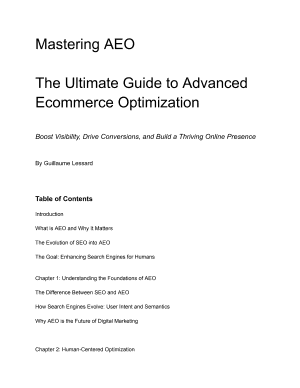 Mastering AEO
The Ultimate Guide to Advanced
Ecommerce Optimization
Boost Visibility, Drive Conversions, and Build a Thriving Online Presence
By Guillaume Lessard
Table of Contents
Introduction
What is AEO and Why It Matters
The Evolution of SEO into AEO
The Goal: Enhancing Search Engines for Humans
Chapter 1: Understanding the Foundations of AEO
The Difference Between SEO and AEO
How Search Engines Evolve: User Intent and Semantics
Why AEO is the Future of Digital Marketing
Chapter 2: Human-Centered Optimization